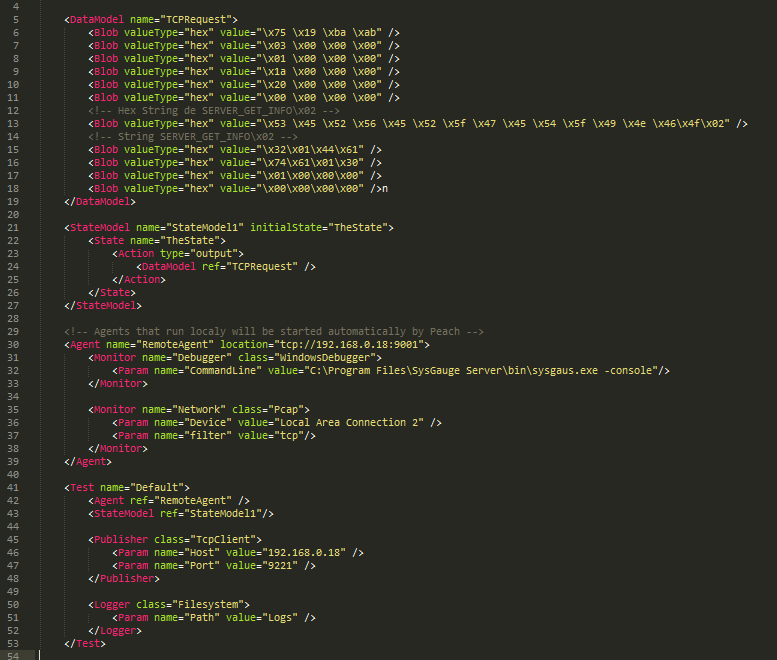 4
5 <DataModel name="TCPRequest">
6 <Blob valueType="hex" value="\x75 \x19 \xba \xab" />
7 <Blob valueType="hex" value="\x03 \x00 \x00 \x00" />
8 <Blob valueType="hex" value="\x01 \x00 \x00 \x00" />
9 <Blob valueType="hex" value="\x1a \x00 \x00 \x00" />
10 <Blob valueType="hex" value="\x20 \x00 \x00 \x00" />
11 <Blob valueType="hex" value="\x00 \x00 \x00 \x00" />
12 <!-- Hex String de SERVER_GET_INFO\x02 -->
13 <Blob valueType="hex" value="\x53 \x45 \x52 \x56 \x45 \x52 \x5f \x47 \x45 \x54 \x5f \x49 \x4e \x46\x4f\x02" />
14 <!-- String SERVER_GET_INFO\x02 -->
15 <Blob valueType="hex" value="\x32\x01\x44\x61" />
16 <Blob valueType="hex" value="\x74\x61\x01\x30" />
17 <Blob valueType="hex" value="\x01\x00\x00\x00" />
18 <Blob valueType="hex" value="\x00\x00\x00\x00" />n
19 </DataModel>
20
21 <StateModel name="StateModel1" initialState="TheState">
22 <State name="TheState">
23 <Action type="output">
24 <DataModel ref="TCPRequest" />
25 </Action>
26 </State>
27 </StateModel>
28
29 <!-- Agents that run localy will be started automatically by Peach -->
30 <Agent name="RemoteAgent" location="tcp://192.168.0.18:9001">
31 <Monitor name="Debugger" class="WindowsDebugger">
32 <Param name="CommandLine" value="C:\Program Files\SysGauge Server\bin\sysgaus.exe -console"/>
33 </Monitor>
34
35 <Monitor name="Network" class="Pcap">
36 <Param name="Device" value="Local Area Connection 2" />
37 <Param name="filter" value="tcp"/>
38 </Monitor>
39 </Agent>
40
41 <Test name="Default">
42 <Agent ref="RemoteAgent" />
43 <StateModel ref="StateModel1"/>
44
45 <Publisher class="TcpClient">
46 <Param name="Host" value="192.168.0.18" />
47 <Param name="Port" value="9221" />
48 </Publisher>
49
50 <Logger class="Filesystem">
51 <Param name="Path" value="Logs" />
52 </Logger>
53 </Test>
54